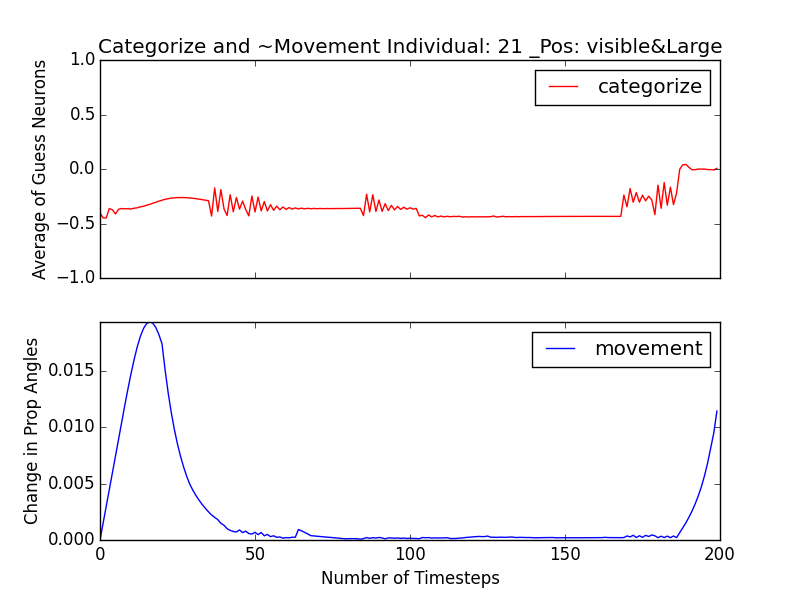 Categorize and ~Movement Individual: 21 _Pos: visible&Large
Average of Guess Neurons
1.0
0.5
0.0
−0.5
−1.0
categorize
Change in Prop Angles
0.015
0.010
0.005
0.000
movement
0 50 100 150 200
Number of Timesteps